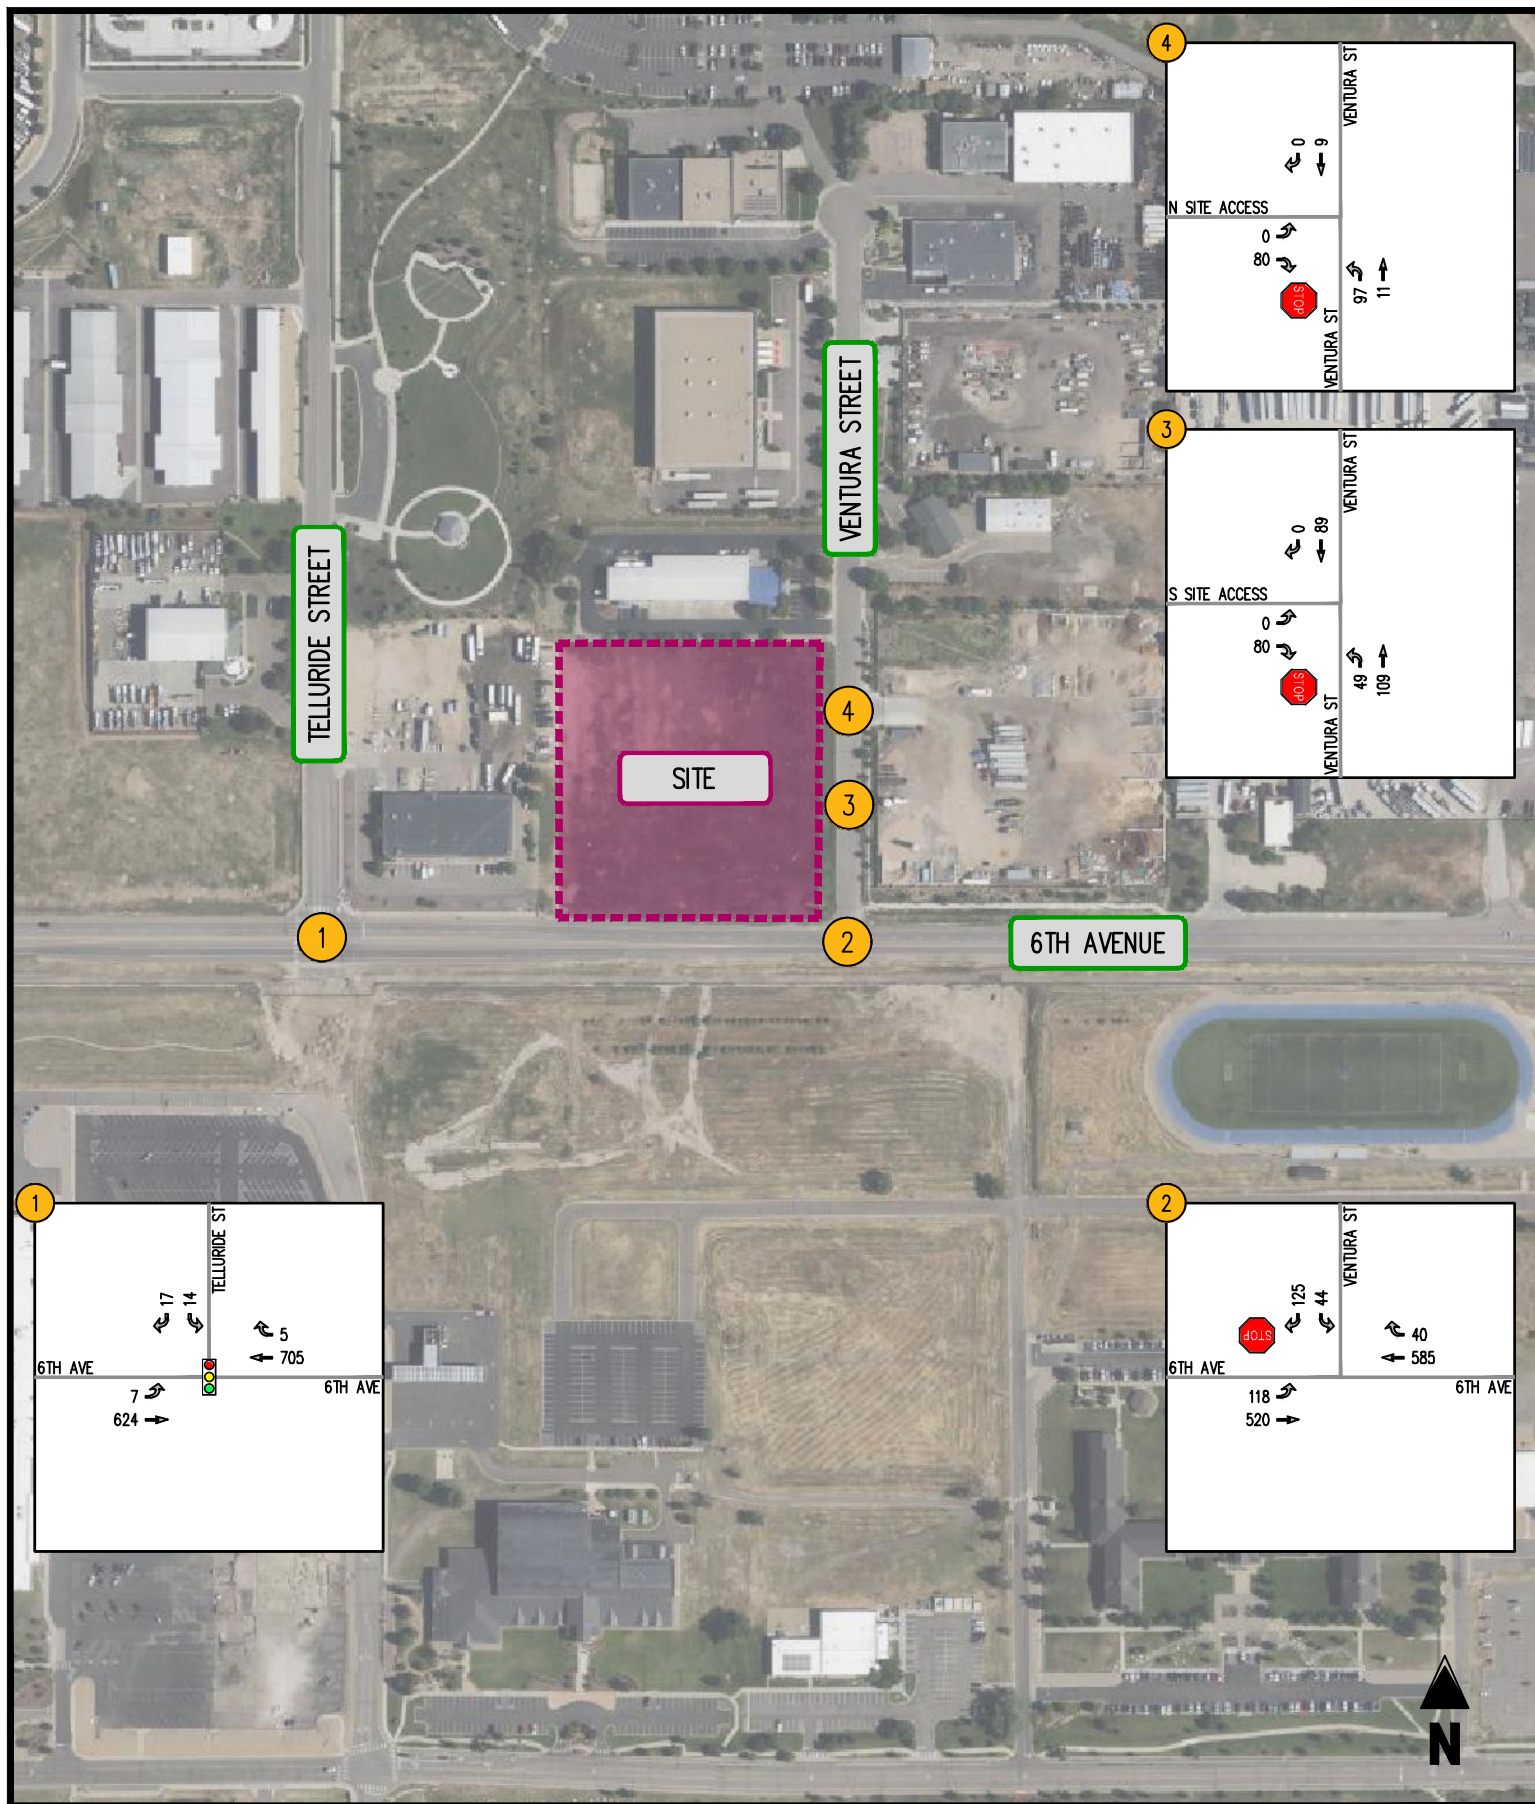 4
VENTURA ST
0
9
N SITE ACCESS
0
80
STOP
97
11
VENTURA ST
3
VENTURA ST
0
89
S SITE ACCESS
0
80
STOP
49
109
VENTURA ST
VENTURA STREET
TELLURIDE STREET
SITE
4
3
1
2
6TH AVENUE
1
TELLURIDE ST
17
14
5
705
6TH AVE
6TH AVE
7
624
2
VENTURA ST
125
44
STOP
40
585
6TH AVE
6TH AVE
118
520
N